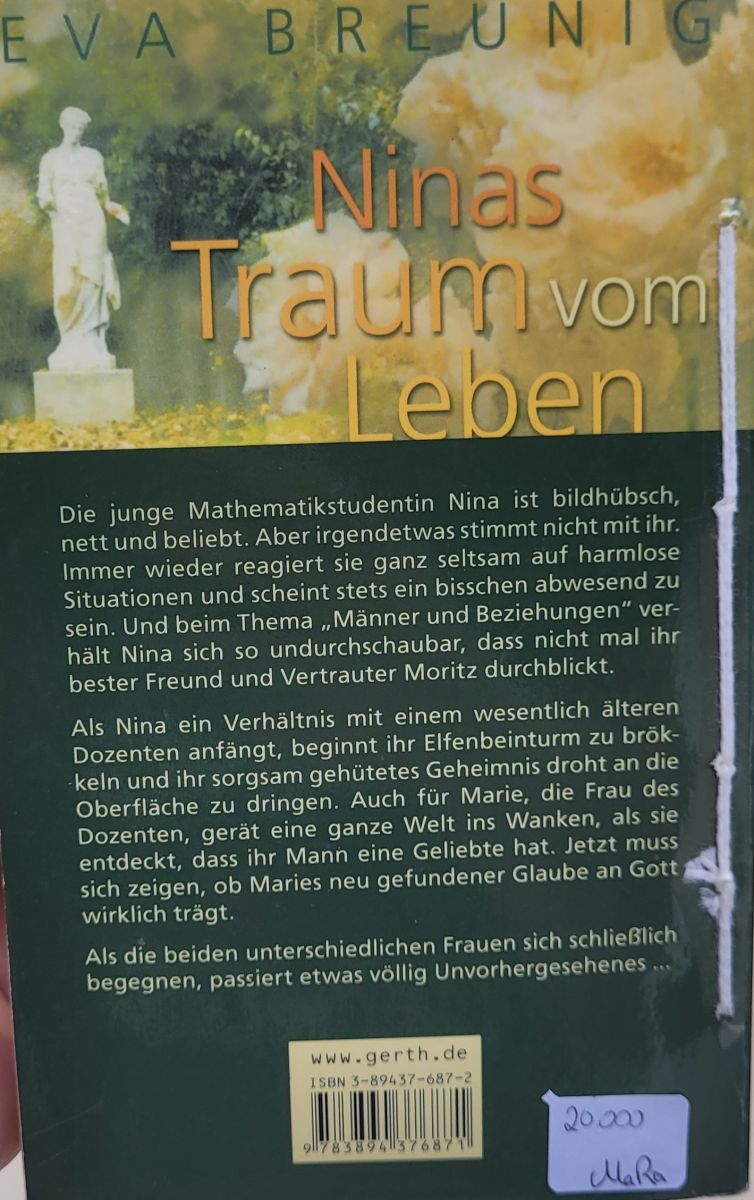 EVA BREUNIG
Ninas
Traum vom
Leben
Die junge Mathematikstudentin Nina ist bildhübsch,
nett und beliebt. Aber irgendetwas stimmt nicht mit ihr.
Immer wieder reagiert sie ganz seltsam auf harmlose
Situationen und scheint stets ein bisschen abwesend zu
sein. Und beim Thema „Männer und Beziehungen“ ver-
hält Nina sich so undurchschaubar, dass nicht mal ihr
bester Freund und Vertrauter Moritz durchblickt.
Als Nina ein Verhältnis mit einem wesentlich älteren
Dozenten anfängt, beginnt ihr Elfenbeinturm zu brök-
keln und ihr sorgsam gehütetes Geheimnis droht an die
Oberfläche zu dringen. Auch für Marie, die Frau des
Dozenten, gerät eine ganze Welt ins Wanken, als sie
entdeckt, dass ihr Mann eine Geliebte hat. Jetzt muss
sich zeigen, ob Maries neu gefundener Glaube an Gott
wirklich trägt.
Als die beiden unterschiedlichen Frauen sich schließlich
begegnen, passiert etwas völlig Unvorhergesehenes ...
www.gerth.de
ISBN 3-89437-687-2
9 783894 376871
20.000
MaRa